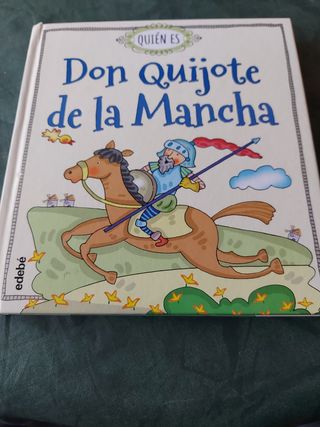 QUIÉN ES
Don Quijote
de la Mancha
edebé